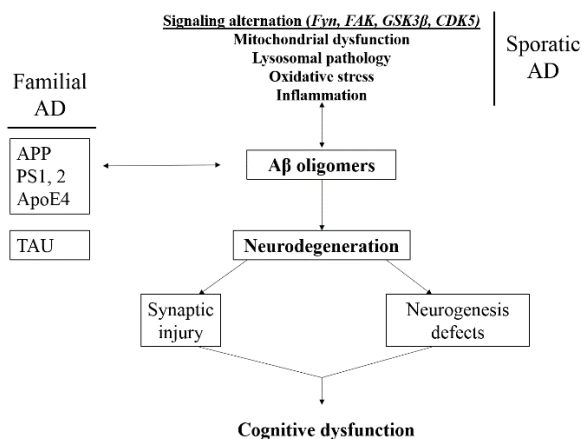 Signaling alternation (Fyn, FAK, GSK3β, CDK5)
Mitochondrial dysfunction
Lysosomal pathology
Oxidative stress
Inflammation
Sporatic
AD
Familial
AD
APP
PS1, 2
ApoE4
TAU
Aβ oligomers
Neurodegeneration
Synaptic
injury
Neurogenesis
defects
Cognitive dysfunction